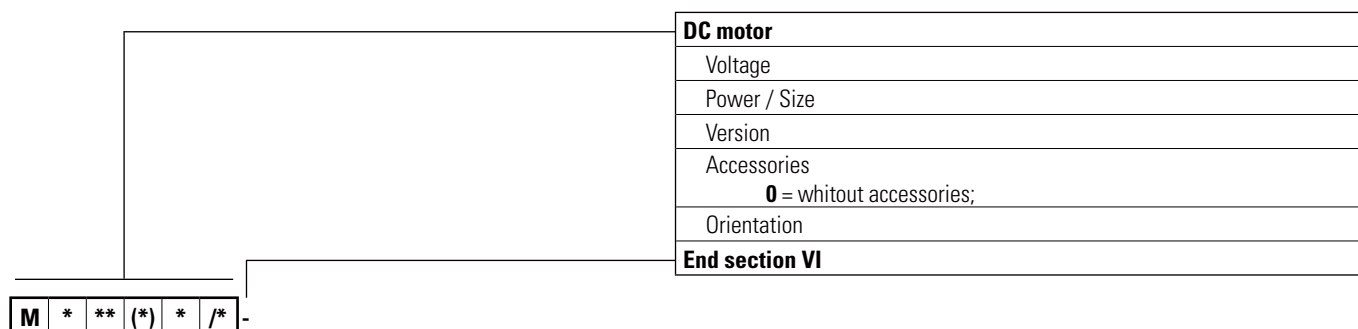 DC motor
Voltage
Power / Size
Version
Accessories
0 = whitout accessories;
Orientation
End section VI
M * ** (*) * /* -